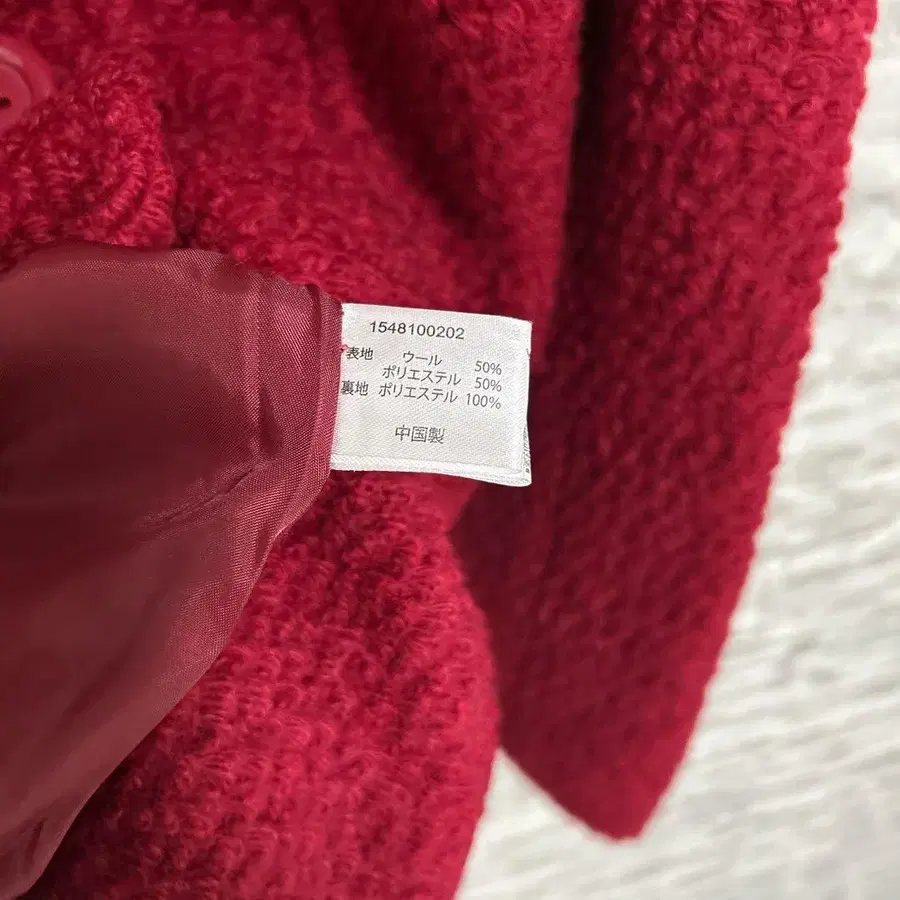 1548100202
表地 ウール 50%
ポリエステル 50%
裏地 ポリエステル 100%
中国製